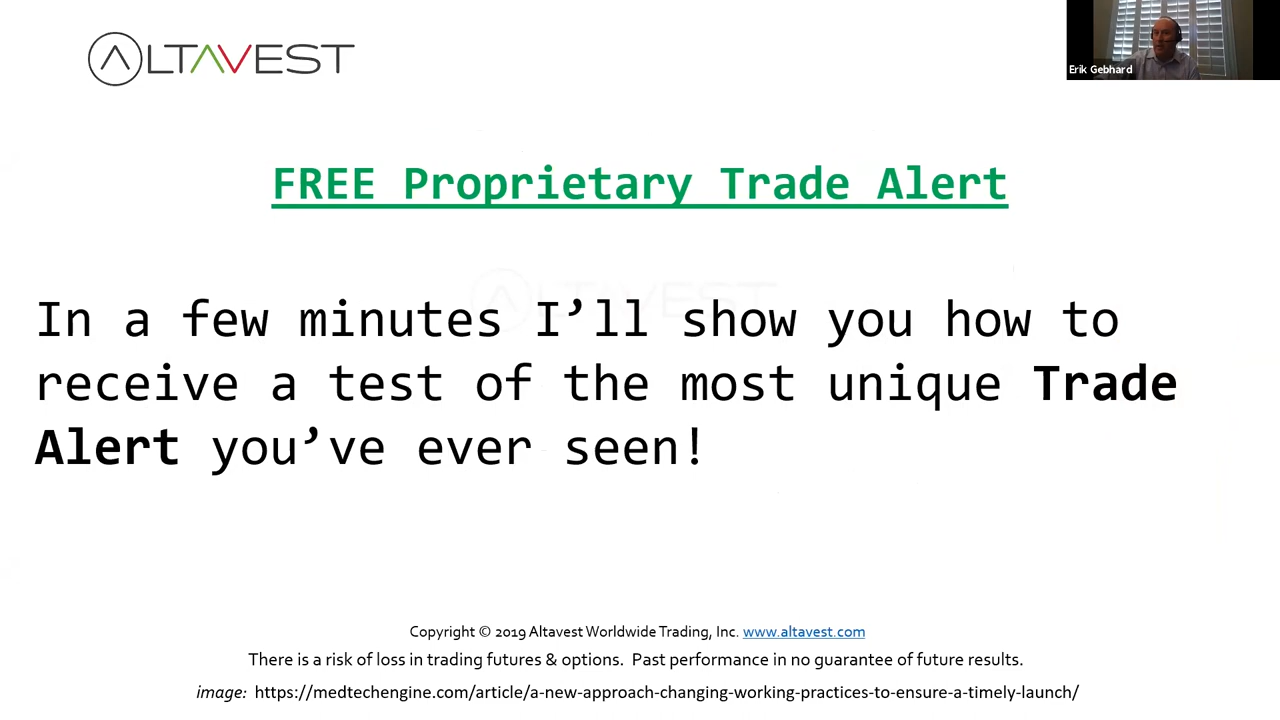 ALTAVEST
Erik Gebhard
FREE Proprietary Trade Alert
ALTAVEST
In a few minutes I’ll show you how to
receive a test of the most unique Trade
Alert you’ve ever seen!
Copyright © 2019 Altavest Worldwide Trading, Inc. www.altavest.com
There is a risk of loss in trading futures & options. Past performance in no guarantee of future results.
image: https://medtechengine.com/article/a-new-approach-changing-working-practices-to-ensure-a-timely-launch/